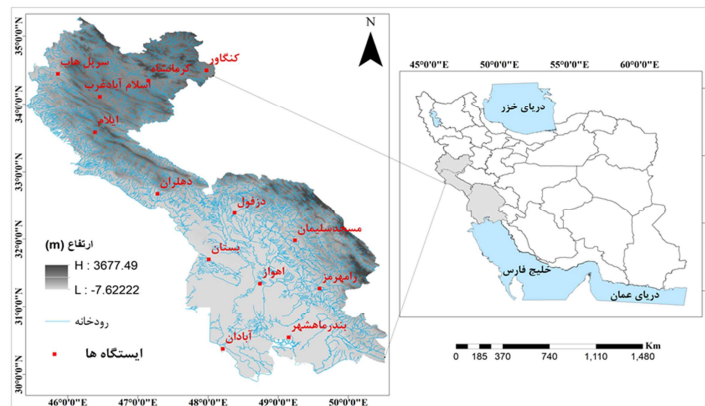 N
35°0'0"N
34°0'0"N
33°0'0"N
32°0'0"N
31°0'0"N
30°0'0"N
46°0'0"E
47°0'0"E
48°0'0"E
49°0'0"E
50°0'0"E
کنگاور
کرمانشاه
سرپل هاب
اسلام آبادغرب
ایلام
دهلران
دزفول
مسجدسلیمان
بستان
اهواز
رامهرمز
بندرماهشهر
آبادان
ارتفاع (m)
H : 3677.49
L : -7.62222
رودخانه
ایستگاه ها
45°0'0"E
50°0'0"E
55°0'0"E
60°0'0"E
دریای خزر
خلیج فارس
دریای عمان
0 185 370 740 1,110 1,480
Km